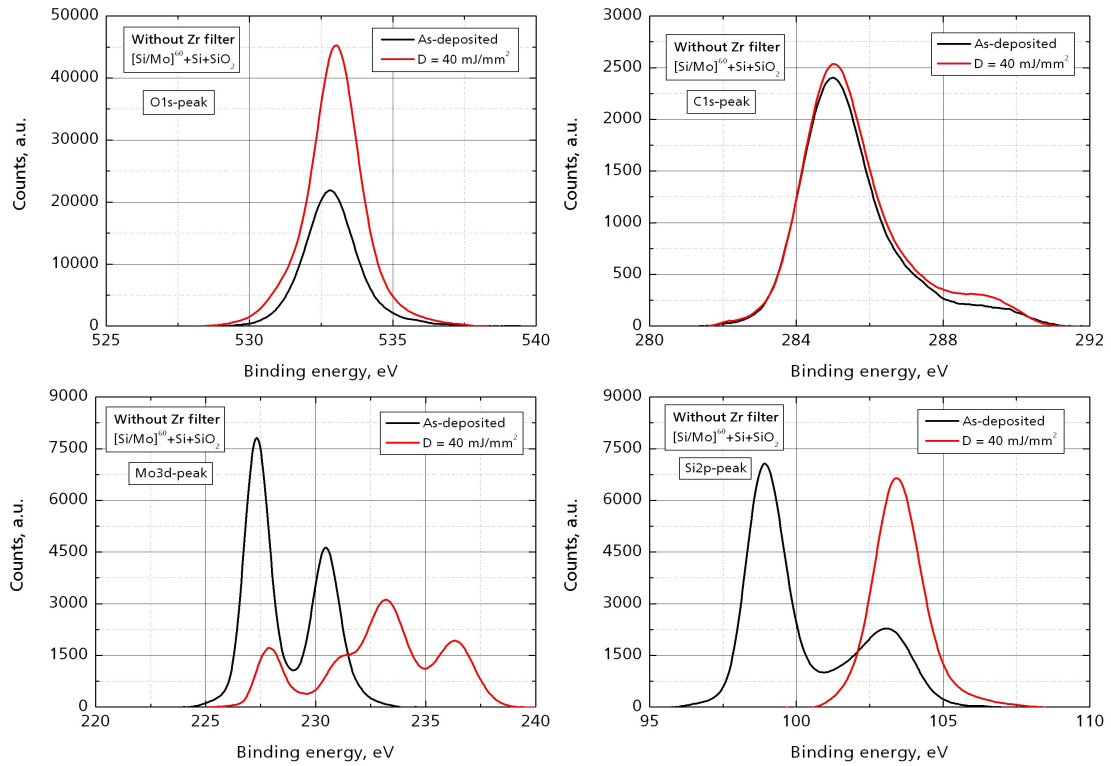 Without Zr filter
[Si/Mo]⁶⁰+Si+SiO₂
O1s-peak
As-deposited
D = 40 mJ/mm²
Counts, a.u.
50000
40000
30000
20000
10000
0
525
530
535
540
Binding energy, eV
Without Zr filter
[Si/Mo]⁶⁰+Si+SiO₂
C1s-peak
As-deposited
D = 40 mJ/mm²
Counts, a.u.
3000
2500
2000
1500
1000
500
0
280
284
288
292
Binding energy, eV
Without Zr filter
[Si/Mo]⁶⁰+Si+SiO₂
Mo3d-peak
As-deposited
D = 40 mJ/mm²
Counts, a.u.
9000
7500
6000
4500
3000
1500
0
220
225
230
235
240
Binding energy, eV
Without Zr filter
[Si/Mo]⁶⁰+Si+SiO₂
Si2p-peak
As-deposited
D = 40 mJ/mm²
Counts, a.u.
9000
7500
6000
4500
3000
1500
0
95
100
105
110
Binding energy, eV